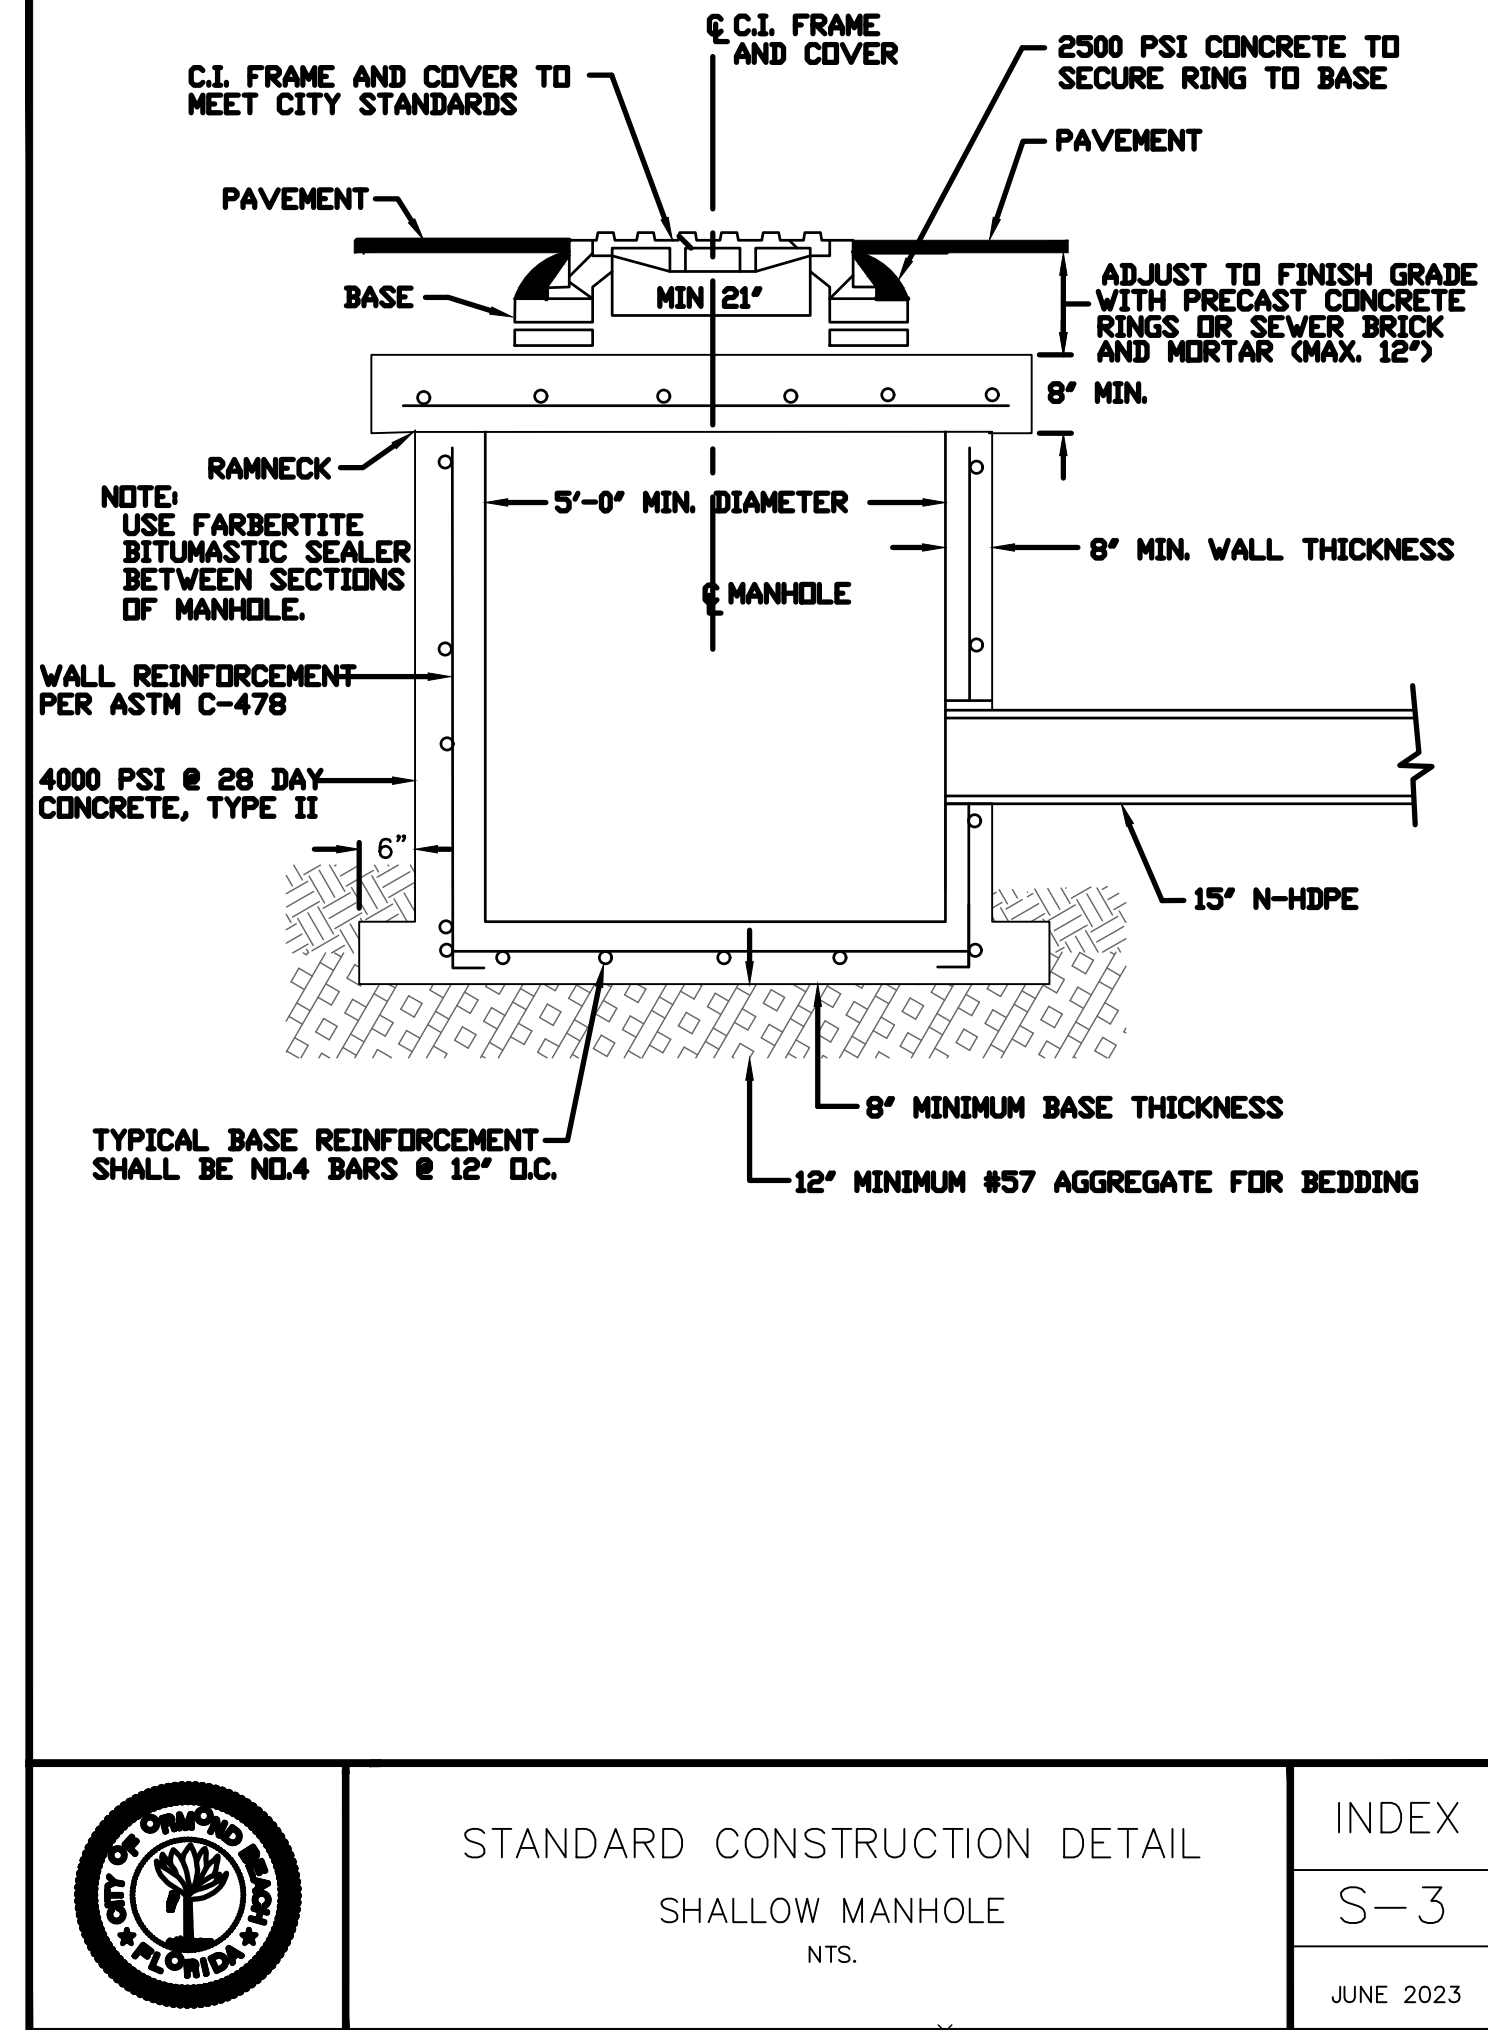 ℄ C.I. FRAME
AND COVER
C.I. FRAME AND COVER TO
MEET CITY STANDARDS
2500 PSI CONCRETE TO
SECURE RING TO BASE
PAVEMENT
PAVEMENT
BASE
MIN 21"
ADJUST TO FINISH GRADE
WITH PRECAST CONCRETE
RINGS OR SEWER BRICK
AND MORTAR (MAX. 12")
8" MIN.
RAMNECK
NOTE:
USE FARBERTITE
BITUMASTIC SEALER
BETWEEN SECTIONS
OF MANHOLE.
5'-0" MIN. DIAMETER
8" MIN. WALL THICKNESS
℄ MANHOLE
WALL REINFORCEMENT
PER ASTM C-478
4000 PSI @ 28 DAY
CONCRETE, TYPE II
6"
15" N-HDPE
8" MINIMUM BASE THICKNESS
TYPICAL BASE REINFORCEMENT
SHALL BE NO.4 BARS @ 12" O.C.
12" MINIMUM #57 AGGREGATE FOR BEDDING
CITY OF ORMOND BEACH
FLORIDA
STANDARD CONSTRUCTION DETAIL
SHALLOW MANHOLE
NTS.
INDEX
S-3
JUNE 2023